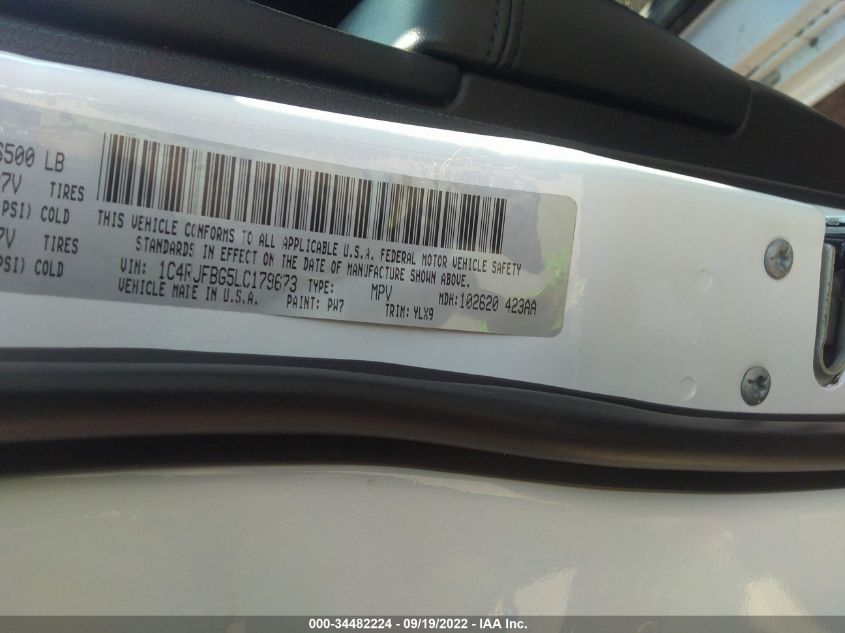 6500 LB
7V TIRES
PSI) COLD
7V TIRES
PSI) COLD
THIS VEHICLE CONFORMS TO ALL APPLICABLE U.S.A. FEDERAL MOTOR VEHICLE SAFETY
STANDARDS IN EFFECT ON THE DATE OF MANUFACTURE SHOWN ABOVE.
VIN: 1C4RJFBG5LC179673 TYPE: MPV MDH:102620 423AA
VEHICLE MADE IN U.S.A. PAINT: PW7 TRIM: YLX9
000-34482224 - 09/19/2022 - IAA Inc.